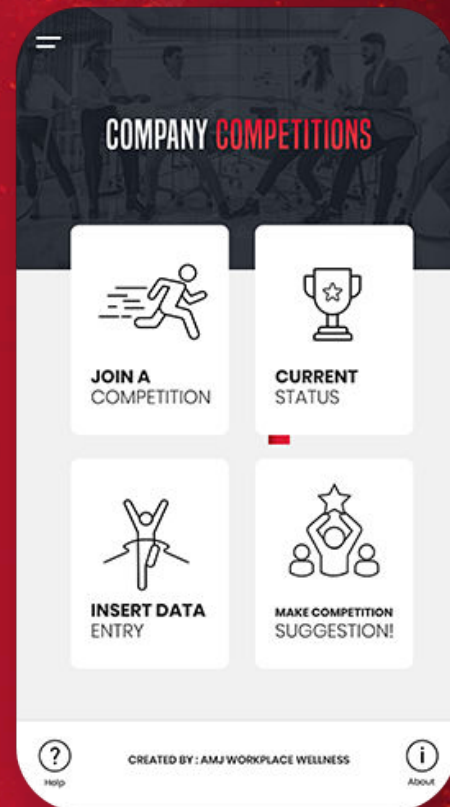 COMPANY COMPETITIONS
JOIN A
COMPETITION
CURRENT
STATUS
INSERT DATA
ENTRY
MAKE COMPETITION
SUGGESTION!
?
Help
CREATED BY : AMJ WORKPLACE WELLNESS
i
About